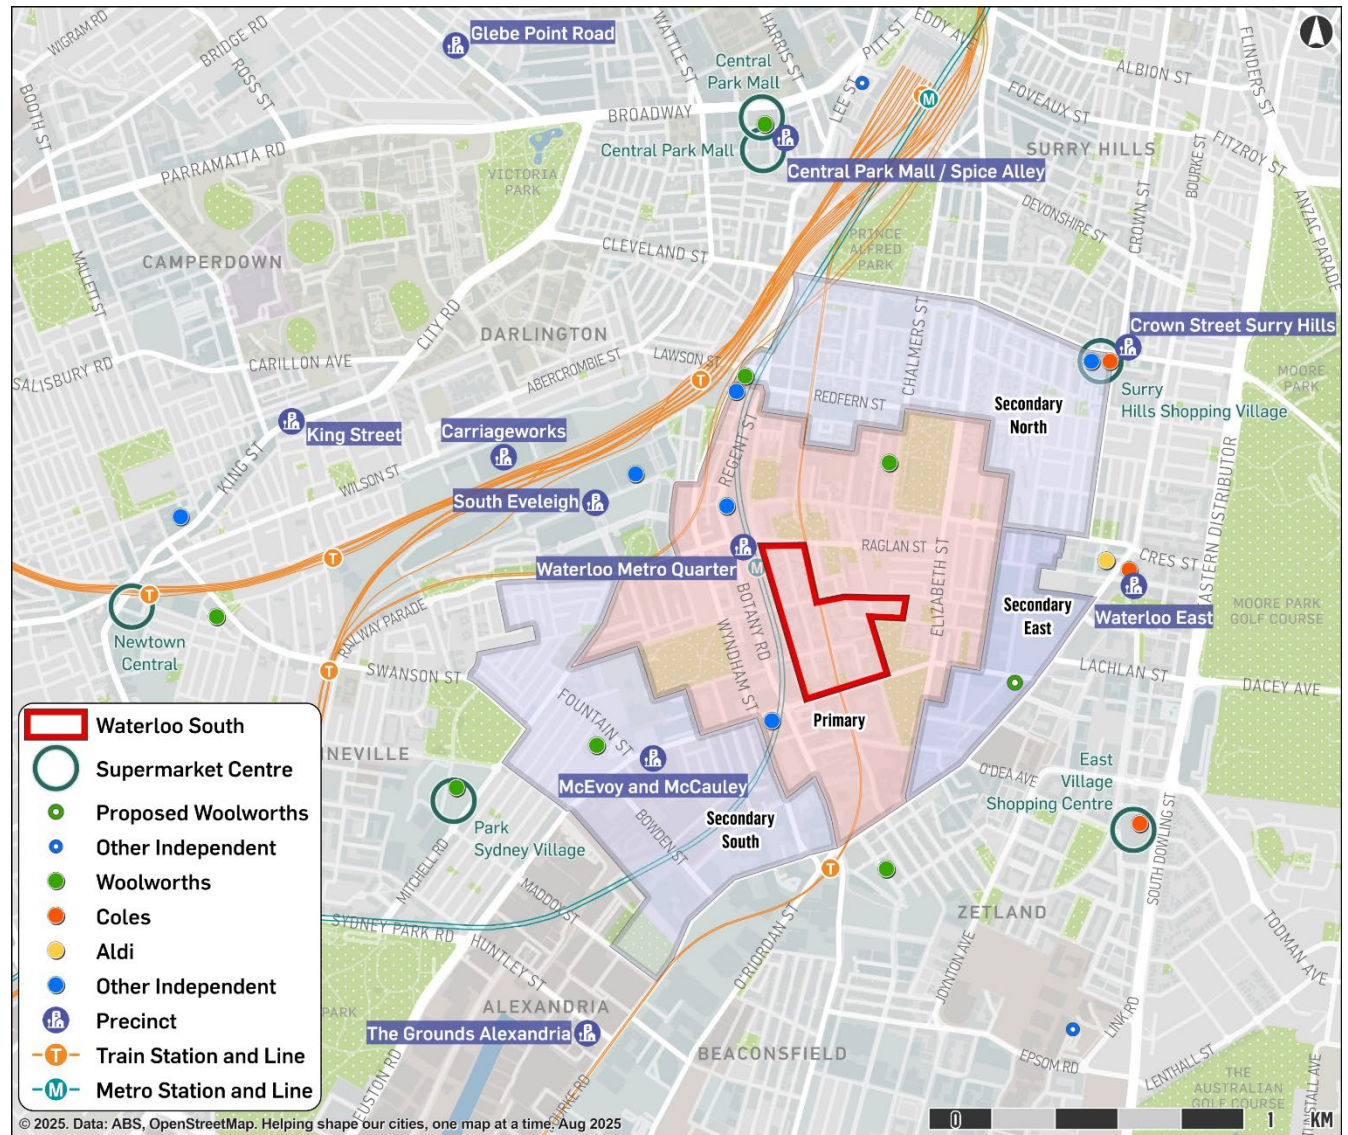 Glebe Point Road
WIGRAM RD
BRIDGE RD
ROSS ST
BOOTH ST
WATTLE ST
HARRIS ST
PITT ST
EDDY AVE
LEE ST
ALBION ST
FLINDERS ST
FOVEAUX ST
FITZROY ST
Central
Park Mall
BROADWAY
Central Park Mall
SURRY HILLS
BOURKE ST
CROWN ST
ANZAC PARADE
PARRAMATTA RD
VICTORIA
PARK
Central Park Mall / Spice Alley
DEVONSHIRE ST
PRINCE
ALFRED
PARK
CLEVELAND ST
CAMPERDOWN
MALLETT ST
CITY RD
DARLINGTON
CHALMERS ST
Crown Street Surry Hills
SALISBURY RD
CARILLON AVE
ABERCROMBIE ST
LAWSON ST
MOORE
PARK
Surry
Hills Shopping Village
REDFERN ST
Secondary
North
King Street
Carriageworks
REGENT ST
EASTERN DISTRIBUTOR
KING ST
WILSON ST
South Eveleigh
RAGLAN ST
ELIZABETH ST
CRES ST
Waterloo Metro Quarter
Waterloo East
Secondary
East
MOORE PARK
GOLF COURSE
BOTANY RD
WYNDHAM ST
RAILWAY PARADE
Newtown
Central
SWANSON ST
LACHLAN ST
DACEY AVE
FOUNTAIN ST
Primary
McEvoy and McCauley
O'DEA AVE
East
Village
Shopping Centre
SOUTH DOWLING ST
INEVILLE
Park
Sydney Village
BOWDEN ST
Secondary
South
MITCHELL RD
MADDOX ST
SYDNEY PARK RD
HUNTLEY ST
O'RIORDAN ST
ZETLAND
JOYNTON AVE
TODMAN AVE
ALEXANDRIA
PARK
The Grounds Alexandria
BEACONSFIELD
LINK RD
EPSOM RD
LENTHALL ST
THE
AUSTRALIAN
GOLF COURSE
EUSTON RD
OURKE RD
TUNSTALL AVE
Waterloo South
Supermarket Centre
Proposed Woolworths
Other Independent
Woolworths
Coles
Aldi
Other Independent
Precinct
T Train Station and Line
M Metro Station and Line
0 1 KM
© 2025. Data: ABS, OpenStreetMap. Helping shape our cities, one map at a time. Aug 2025